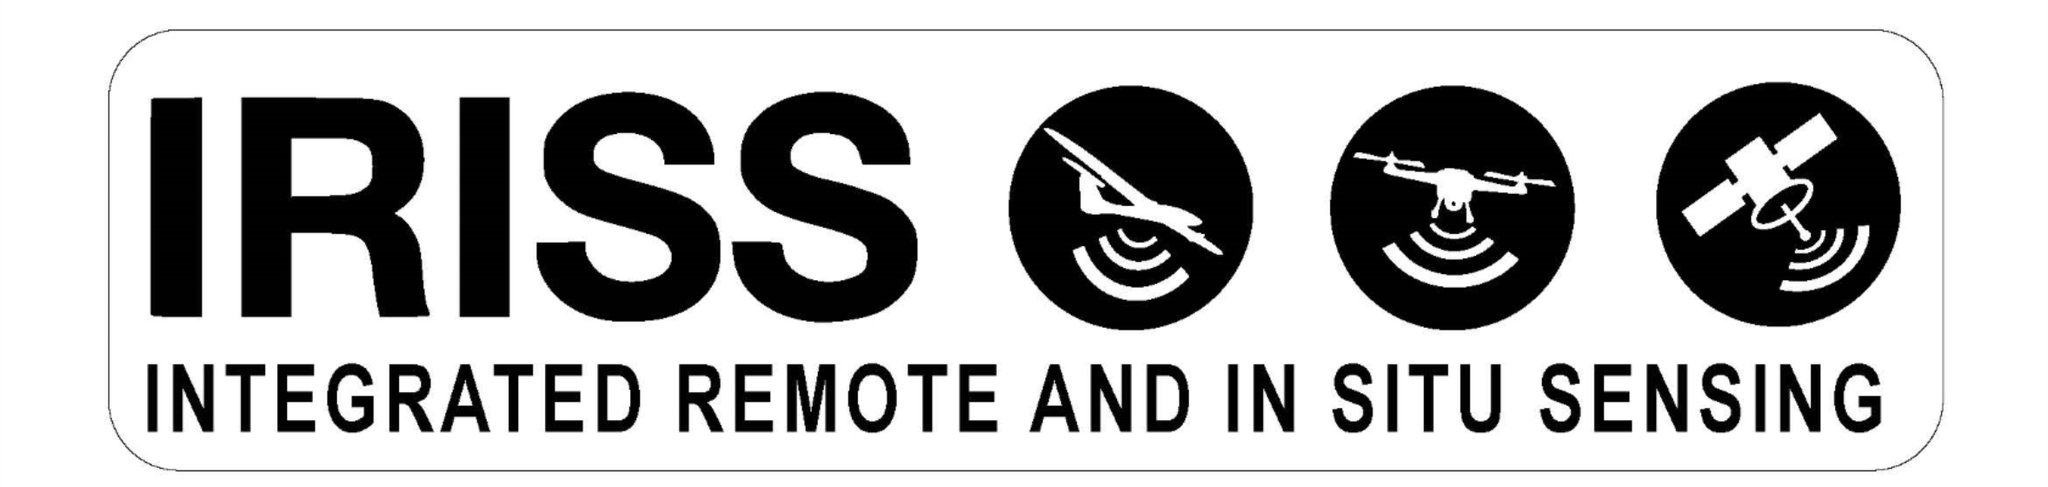 IRISS
INTEGRATED REMOTE AND IN SITU SENSING